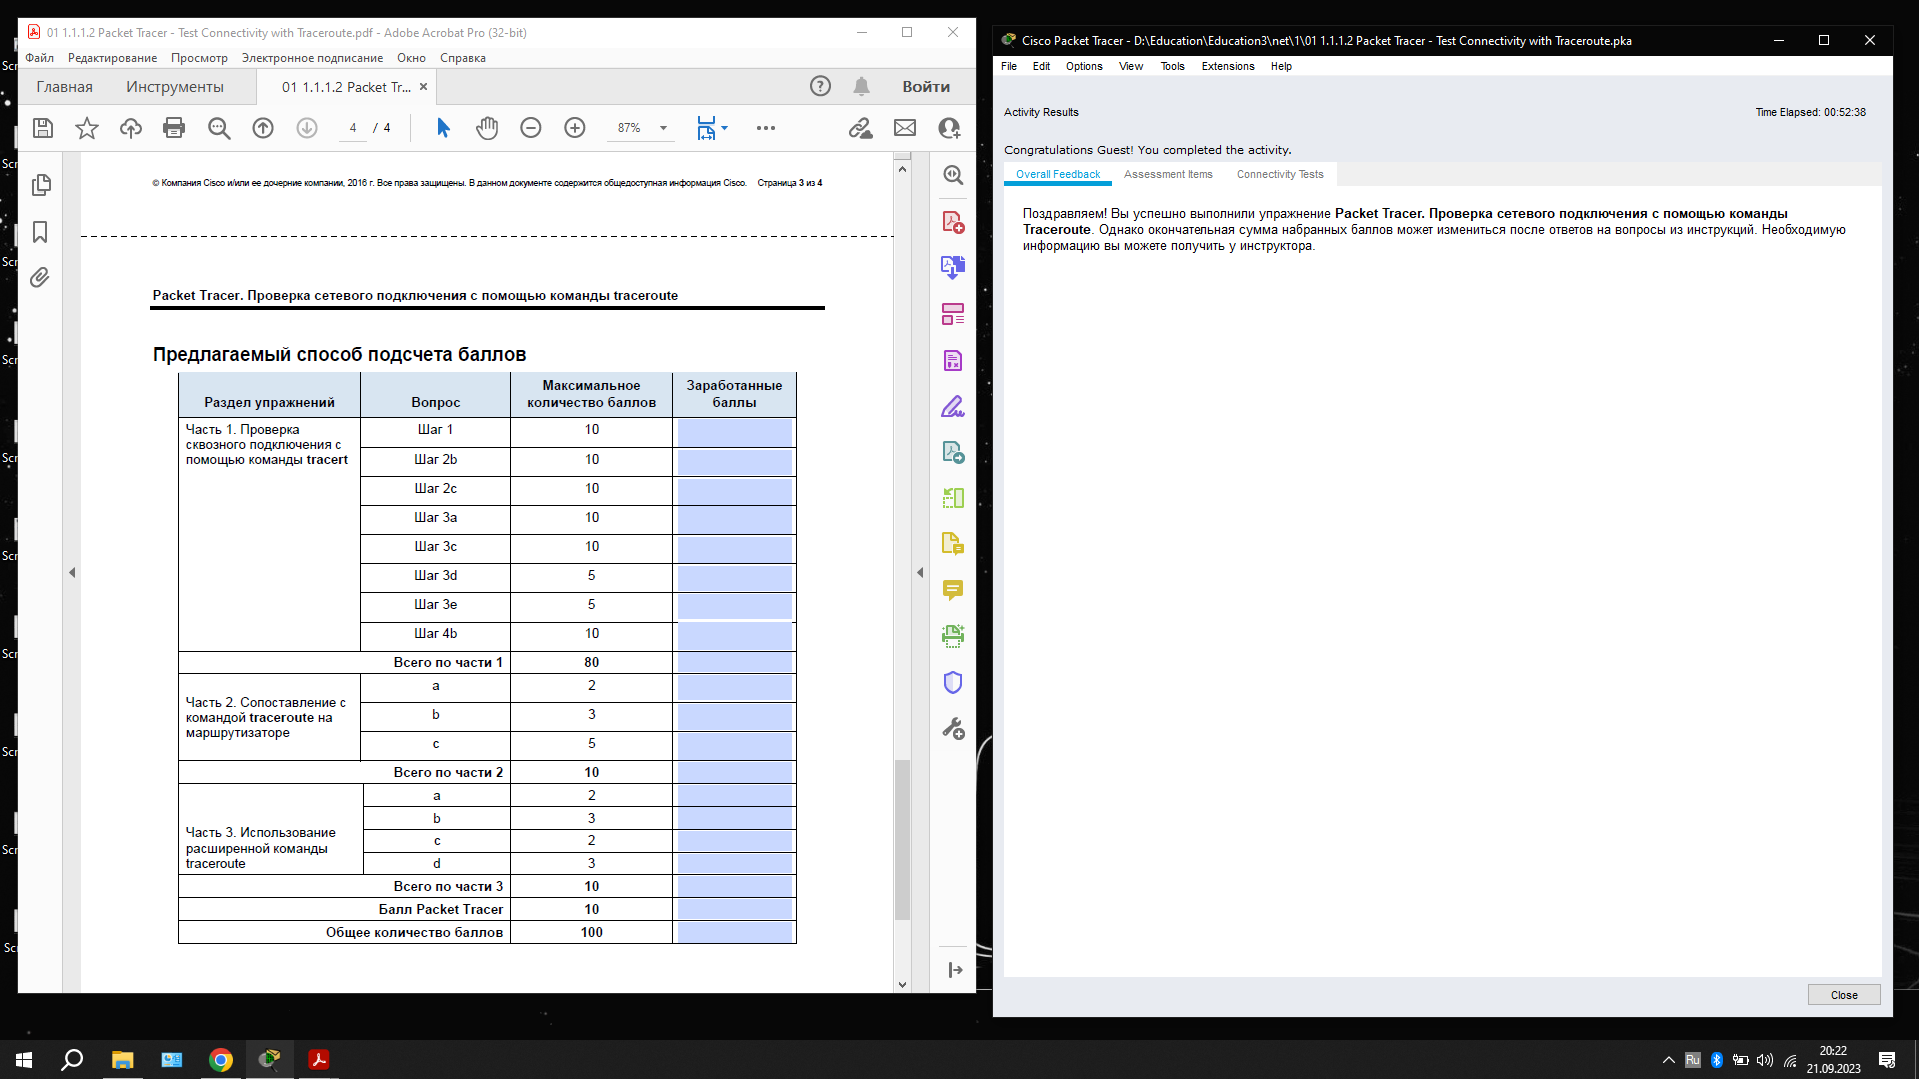 01 1.1.1.2 Packet Tracer - Test Connectivity with Traceroute.pdf - Adobe Acrobat Pro (32-bit)
Файл Редактирование Просмотр Электронное подписание Окно Справка
Главная Инструменты 01 1.1.1.2 Packet Tr... × Войти
4 / 4 87%
© Компания Cisco и/или ее дочерние компании, 2016 г. Все права защищены. В данном документе содержится общедоступная информация Cisco. Страница 3 из 4
Packet Tracer. Проверка сетевого подключения с помощью команды traceroute
Предлагаемый способ подсчета баллов
Раздел упражнений Вопрос Максимальное количество баллов Заработанные баллы
Часть 1. Проверка
сквозного подключения с
помощью команды tracert
Шаг 1 10
Шаг 2b 10
Шаг 2c 10
Шаг 3a 10
Шаг 3c 10
Шаг 3d 5
Шаг 3e 5
Шаг 4b 10
Всего по части 1 80
Часть 2. Сопоставление с
командой traceroute на
маршрутизаторе
a 2
b 3
c 5
Всего по части 2 10
Часть 3. Использование
расширенной команды
traceroute
a 2
b 3
c 2
d 3
Всего по части 3 10
Балл Packet Tracer 10
Общее количество баллов 100
Cisco Packet Tracer - D:\Education\Education3\net\1\01 1.1.1.2 Packet Tracer - Test Connectivity with Traceroute.pka
File Edit Options View Tools Extensions Help
Activity Results Time Elapsed: 00:52:38
Congratulations Guest! You completed the activity.
Overall Feedback Assessment Items Connectivity Tests
Поздравляем! Вы успешно выполнили упражнение Packet Tracer. Проверка сетевого подключения с помощью команды
Traceroute. Однако окончательная сумма набранных баллов может измениться после ответов на вопросы из инструкций. Необходимую
информацию вы можете получить у инструктора.
Close
Ru
20:22
21.09.2023